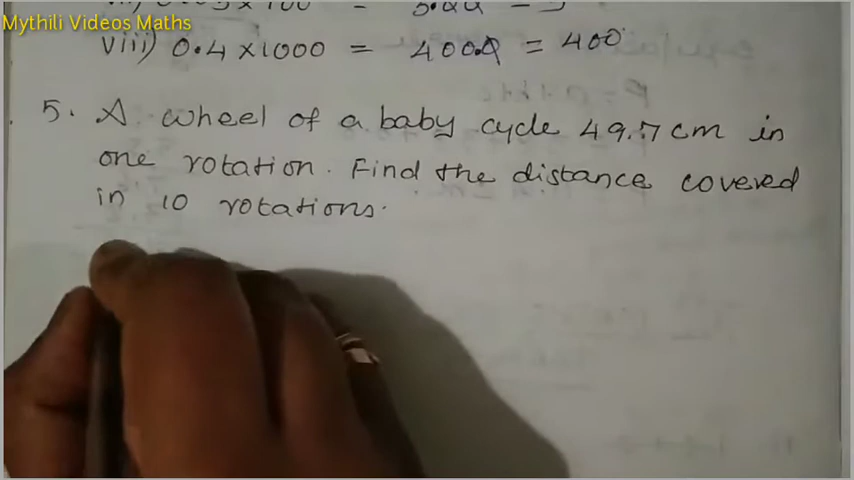 Mythili Videos Maths
viii) 0.4 × 1000 = 400.0 = 400
5. A wheel of a baby cycle 49.7 cm in
one rotation. Find the distance covered
in 10 rotations.